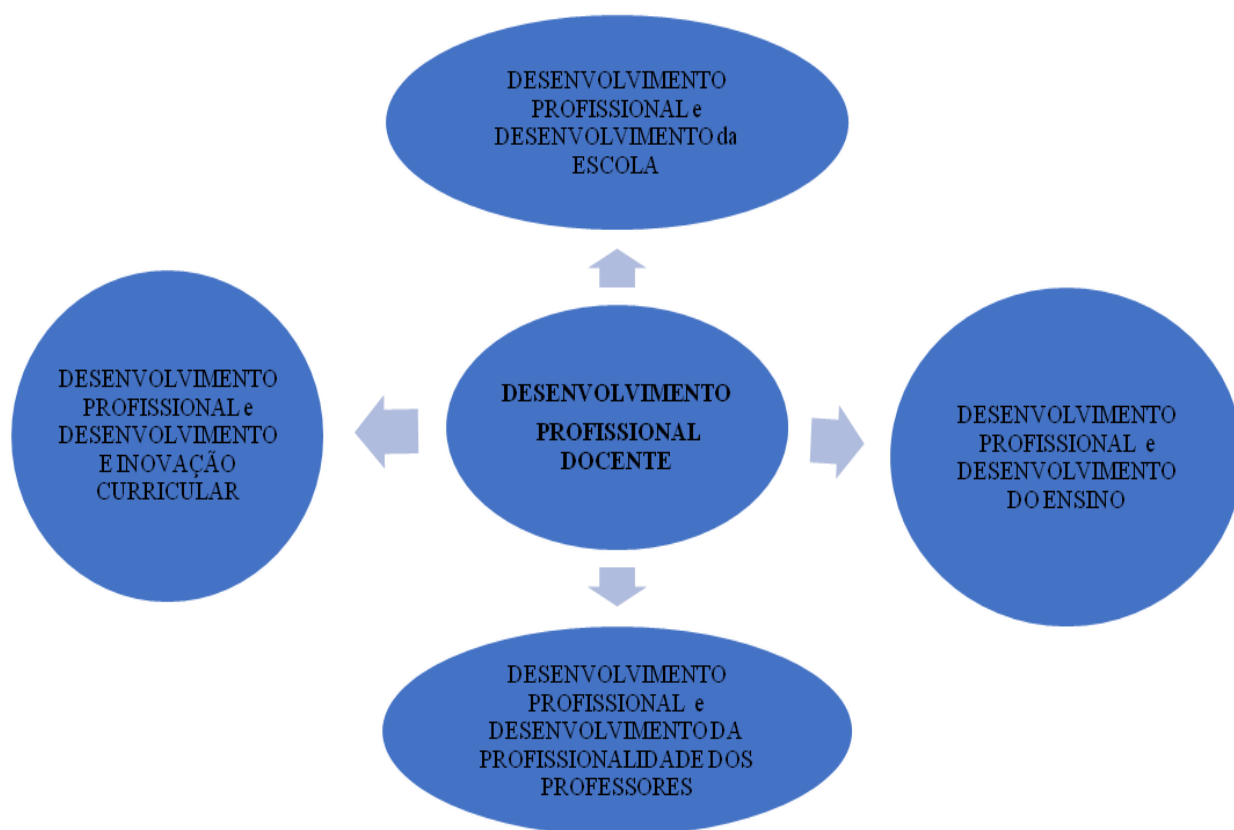 DESENVOLVIMENTO
PROFISSIONAL e
DESENVOLVIMENTO da
ESCOLA
DESENVOLVIMENTO
PROFISSIONAL e
DESENVOLVIMENTO
E INOVAÇÃO
CURRICULAR
DESENVOLVIMENTO
PROFISSIONAL
DOCENTE
DESENVOLVIMENTO
PROFISSIONAL e
DESENVOLVIMENTO
DO ENSINO
DESENVOLVIMENTO
PROFISSIONAL e
DESENVOLVIMENTO DA
PROFISSIONALIDADE DOS
PROFESSORES